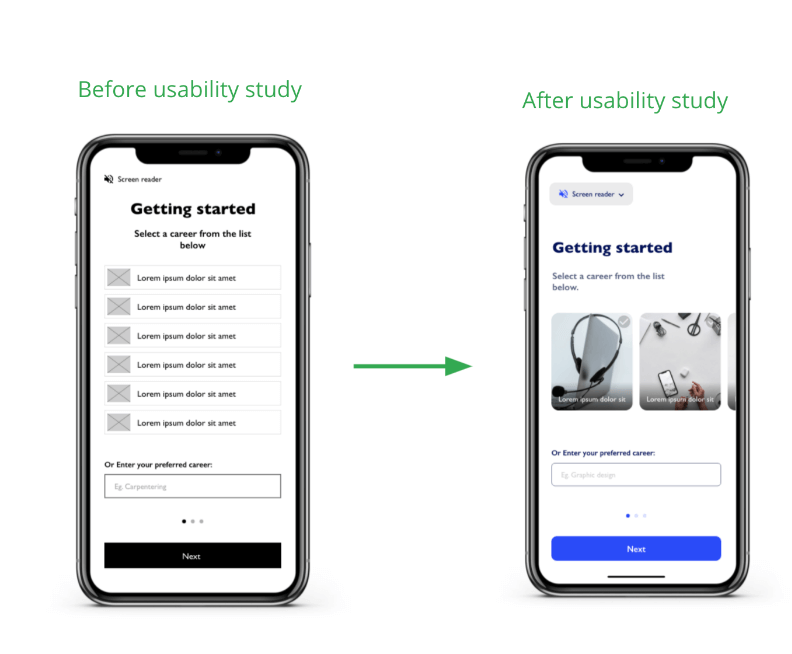 Before usability study
After usability study
Screen reader
Getting started
Select a career from the list
below
Lorem ipsum dolor sit amet
Lorem ipsum dolor sit amet
Lorem ipsum dolor sit amet
Lorem ipsum dolor sit amet
Lorem ipsum dolor sit amet
Lorem ipsum dolor sit amet
Or Enter your preferred career:
Eg. Carpentering
Next
Screen reader
Getting started
Select a career from the list
below.
Lorem ipsum dolor sit
Lorem ipsum dolor sit
Or Enter your preferred career:
Eg. Graphic design
Next